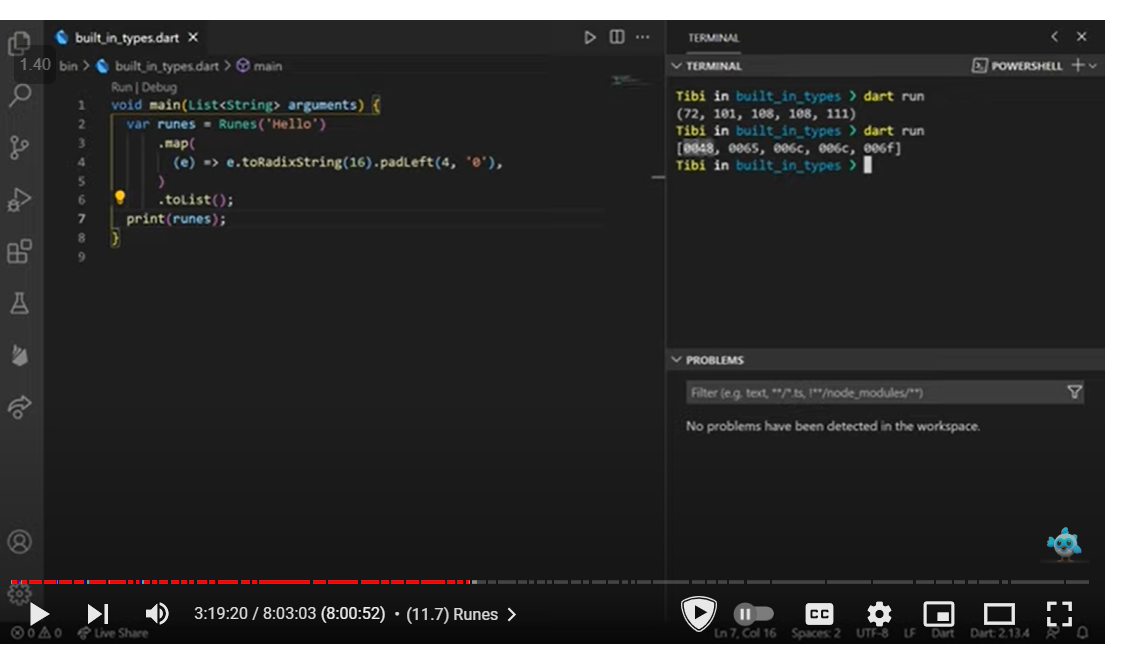 built_in_types.dart
1.40
bin > built_in_types.dart > main
Run | Debug
1 void main(List<String> arguments) {
2 var runes = Runes('Hello')
3 .map(
4 (e) => e.toRadixString(16).padLeft(4, '0'),
5 )
6 .toList();
7 print(runes);
8 }
9
TERMINAL
TERMINAL
POWERSHELL
Tibi in built_in_types > dart run
(72, 101, 108, 108, 111)
Tibi in built_in_types > dart run
[0048, 0065, 006c, 006c, 006f]
Tibi in built_in_types >
PROBLEMS
Filter (e.g. text, **/*.ts, !**/node_modules/**)
No problems have been detected in the workspace.
3:19:20 / 8:03:03 (8:00:52) • (11.7) Runes >
CC
0 0 Live Share
Ln 7, Col 16 Spaces: 2 UTF-8 LF Dart Dart: 2.13.4